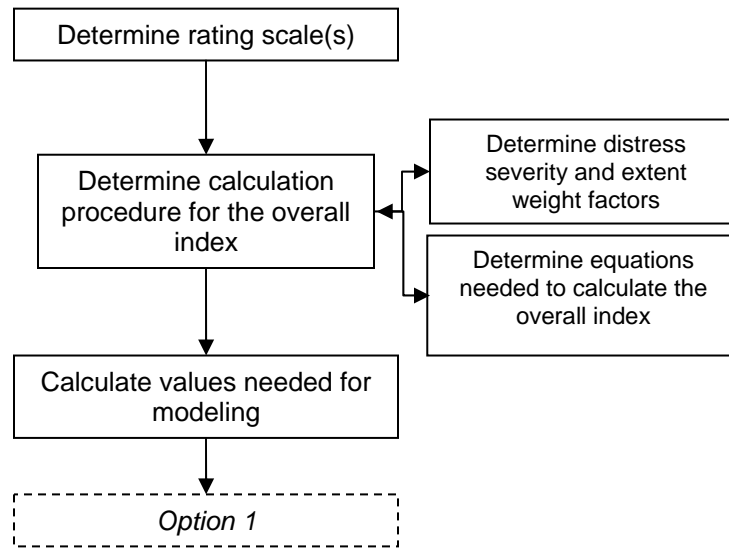 Determine rating scale(s)
Determine calculation
procedure for the overall
index
Determine distress
severity and extent
weight factors
Determine equations
needed to calculate the
overall index
Calculate values needed for
modeling
Option 1